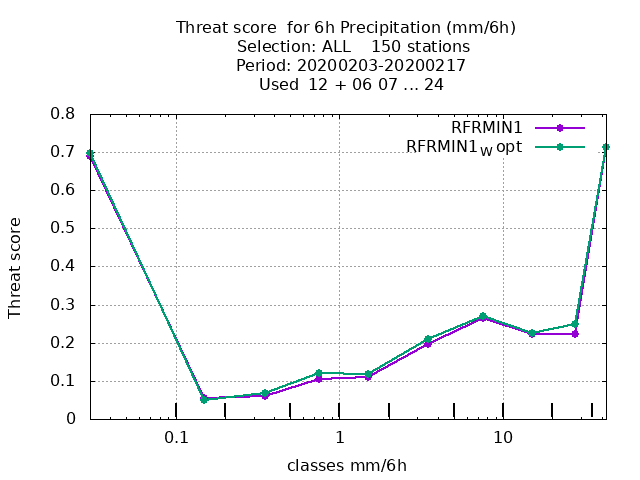 Threat score  for 6h Precipitation (mm/6h)
Selection: ALL    150 stations
Period: 20200203-20200217
Used  12 + 06 07 ... 24
RFRMIN1
RFRMIN1W opt
Threat score
0.8
0.7
0.6
0.5
0.4
0.3
0.2
0.1
0
0.1 1 10
classes mm/6h